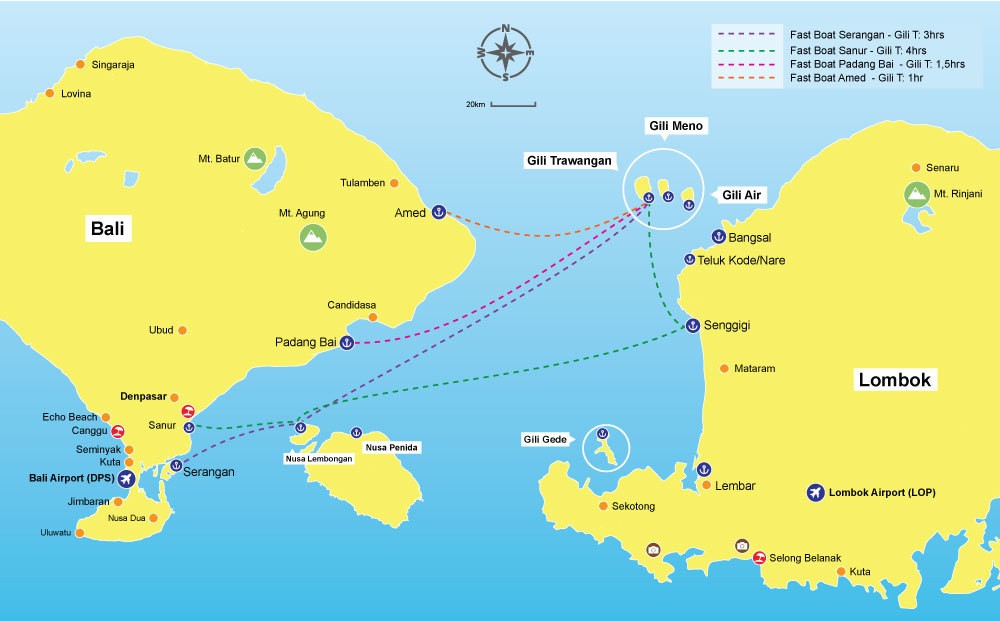 N
W
E
S
20km
Fast Boat Serangan - Gili T: 3hrs
Fast Boat Sanur - Gili T: 4hrs
Fast Boat Padang Bai - Gili T: 1,5hrs
Fast Boat Amed - Gili T: 1hr
Singaraja
Lovina
Mt. Batur
Tulamben
Amed
Mt. Agung
Bali
Candidasa
Ubud
Padang Bai
Denpasar
Echo Beach
Canggu
Sanur
Seminyak
Kuta
Serangan
Bali Airport (DPS)
Jimbaran
Nusa Dua
Uluwatu
Nusa Lembongan
Nusa Penida
Gili Meno
Gili Trawangan
Gili Air
Senaru
Mt. Rinjani
Bangsal
Teluk Kode/Nare
Senggigi
Mataram
Lombok
Gili Gede
Lembar
Lombok Airport (LOP)
Sekotong
Selong Belanak
Kuta